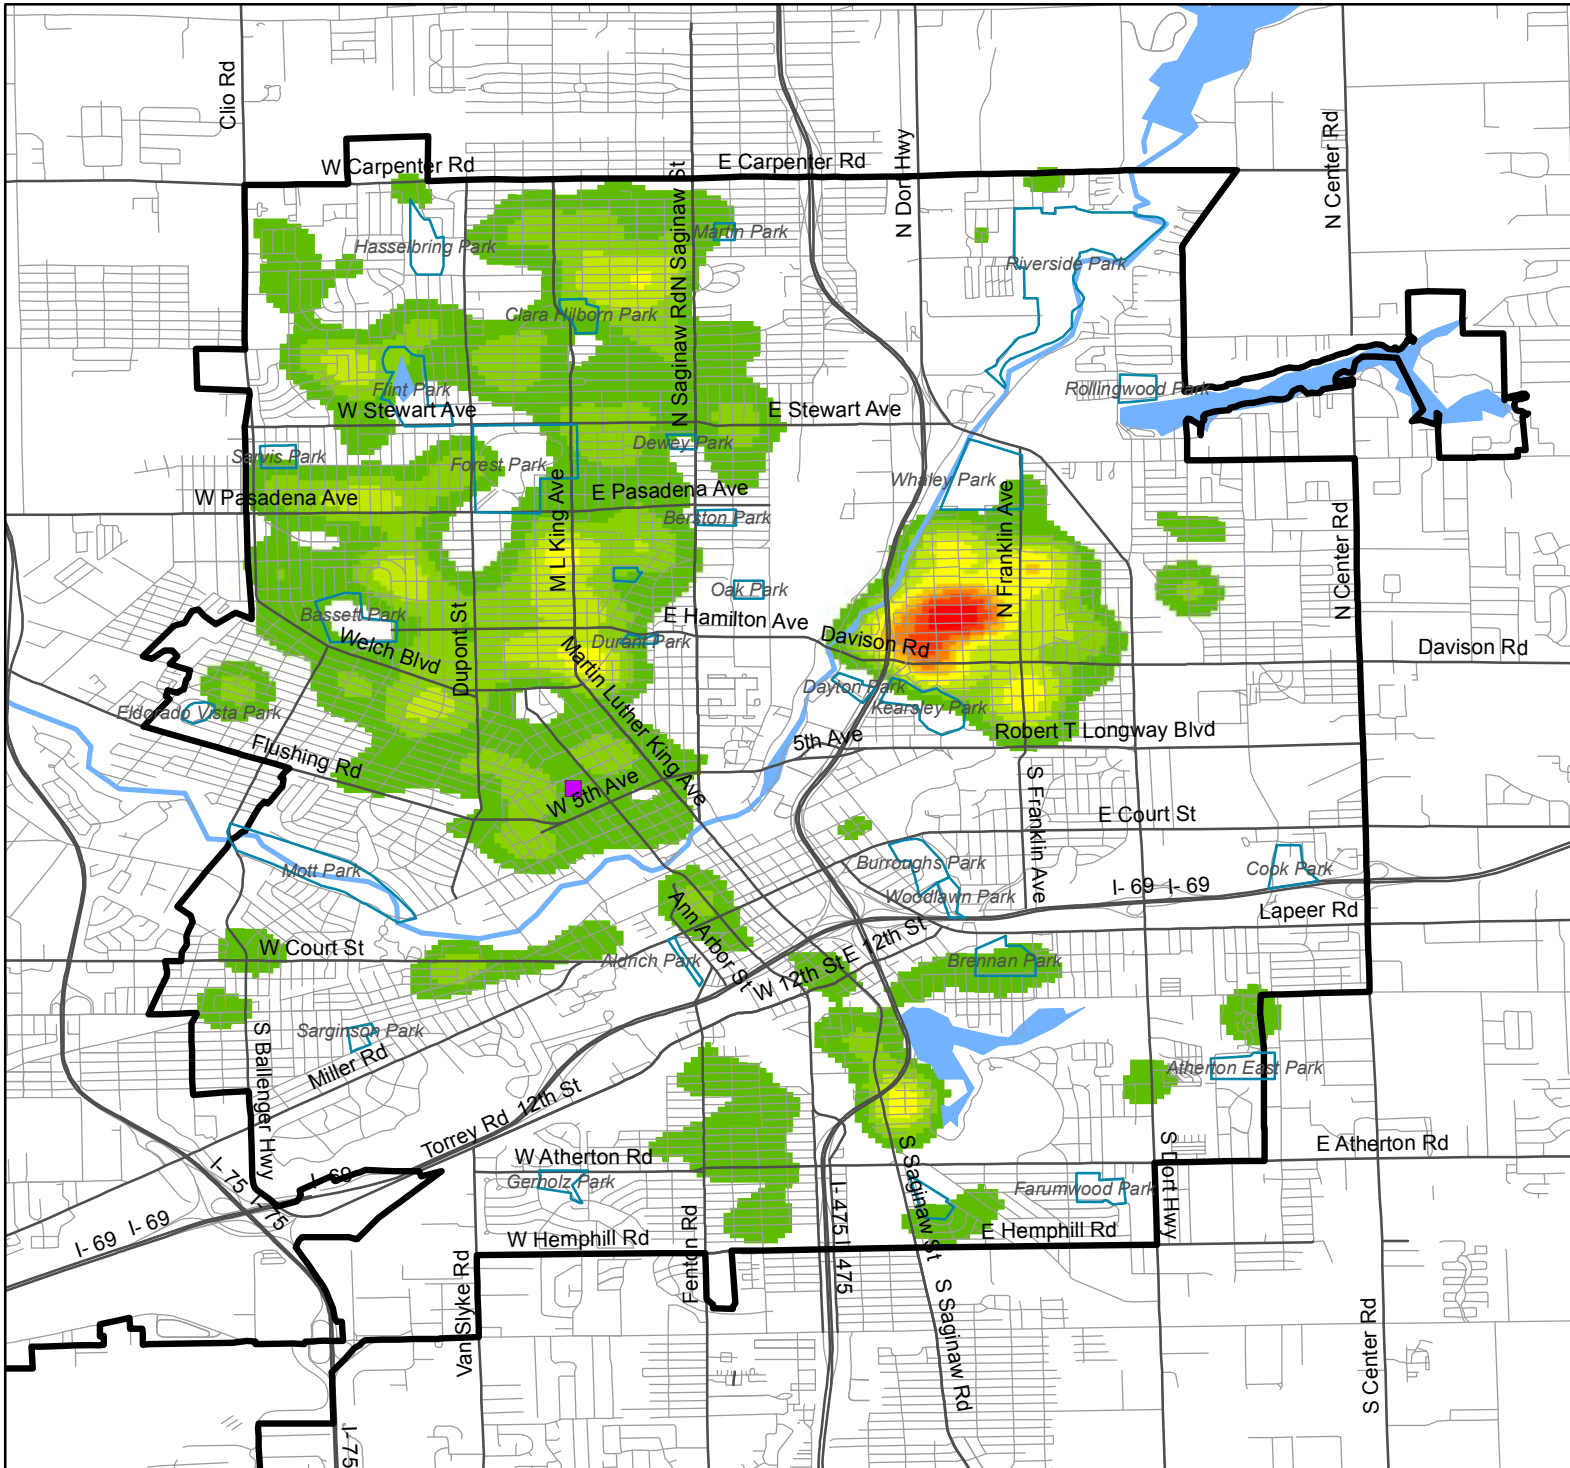 Clio Rd
W Carpenter Rd
E Carpenter Rd
N Dort Hwy
N Center Rd
N Saginaw St
Martin Park
Hasselbring Park
Riverside Park
Clara Hilborn Park
N Saginaw Rd
Flint Park
Rollingwood Park
W Stewart Ave
E Stewart Ave
Dewey Park
Sarvis Park
Forest Park
Whaley Park
W Pasadena Ave
E Pasadena Ave
Berston Park
M L King Ave
N Franklin Ave
N Center Rd
Oak Park
Bassett Park
E Hamilton Ave
Durant Park
Davison Rd
Davison Rd
Welch Blvd
Dupont St
Martin Luther King Ave
Dayton Park
Kearsley Park
Eldorado Vista Park
Robert T Longway Blvd
5th Ave
Flushing Rd
W 5th Ave
S Franklin Ave
E Court St
Mott Park
Burroughs Park
Cook Park
I- 69
I- 69
Woodlawn Park
Lapeer Rd
Ann Arbor St
W Court St
E 12th St
W 12th St
Aldrich Park
Brennan Park
Sarginson Park
Miller Rd
S Ballenger Hwy
Atherton East Park
12th St
Torrey Rd
W Atherton Rd
E Atherton Rd
S Saginaw St
S Dort Hwy
I- 75
I- 75
I- 69
Gerholz Park
Farumwood Park
I- 69
I- 69
W Hemphill Rd
E Hemphill Rd
I- 475
I- 475
Fenton Rd
Van Slyke Rd
S Saginaw Rd
S Center Rd
I- 75